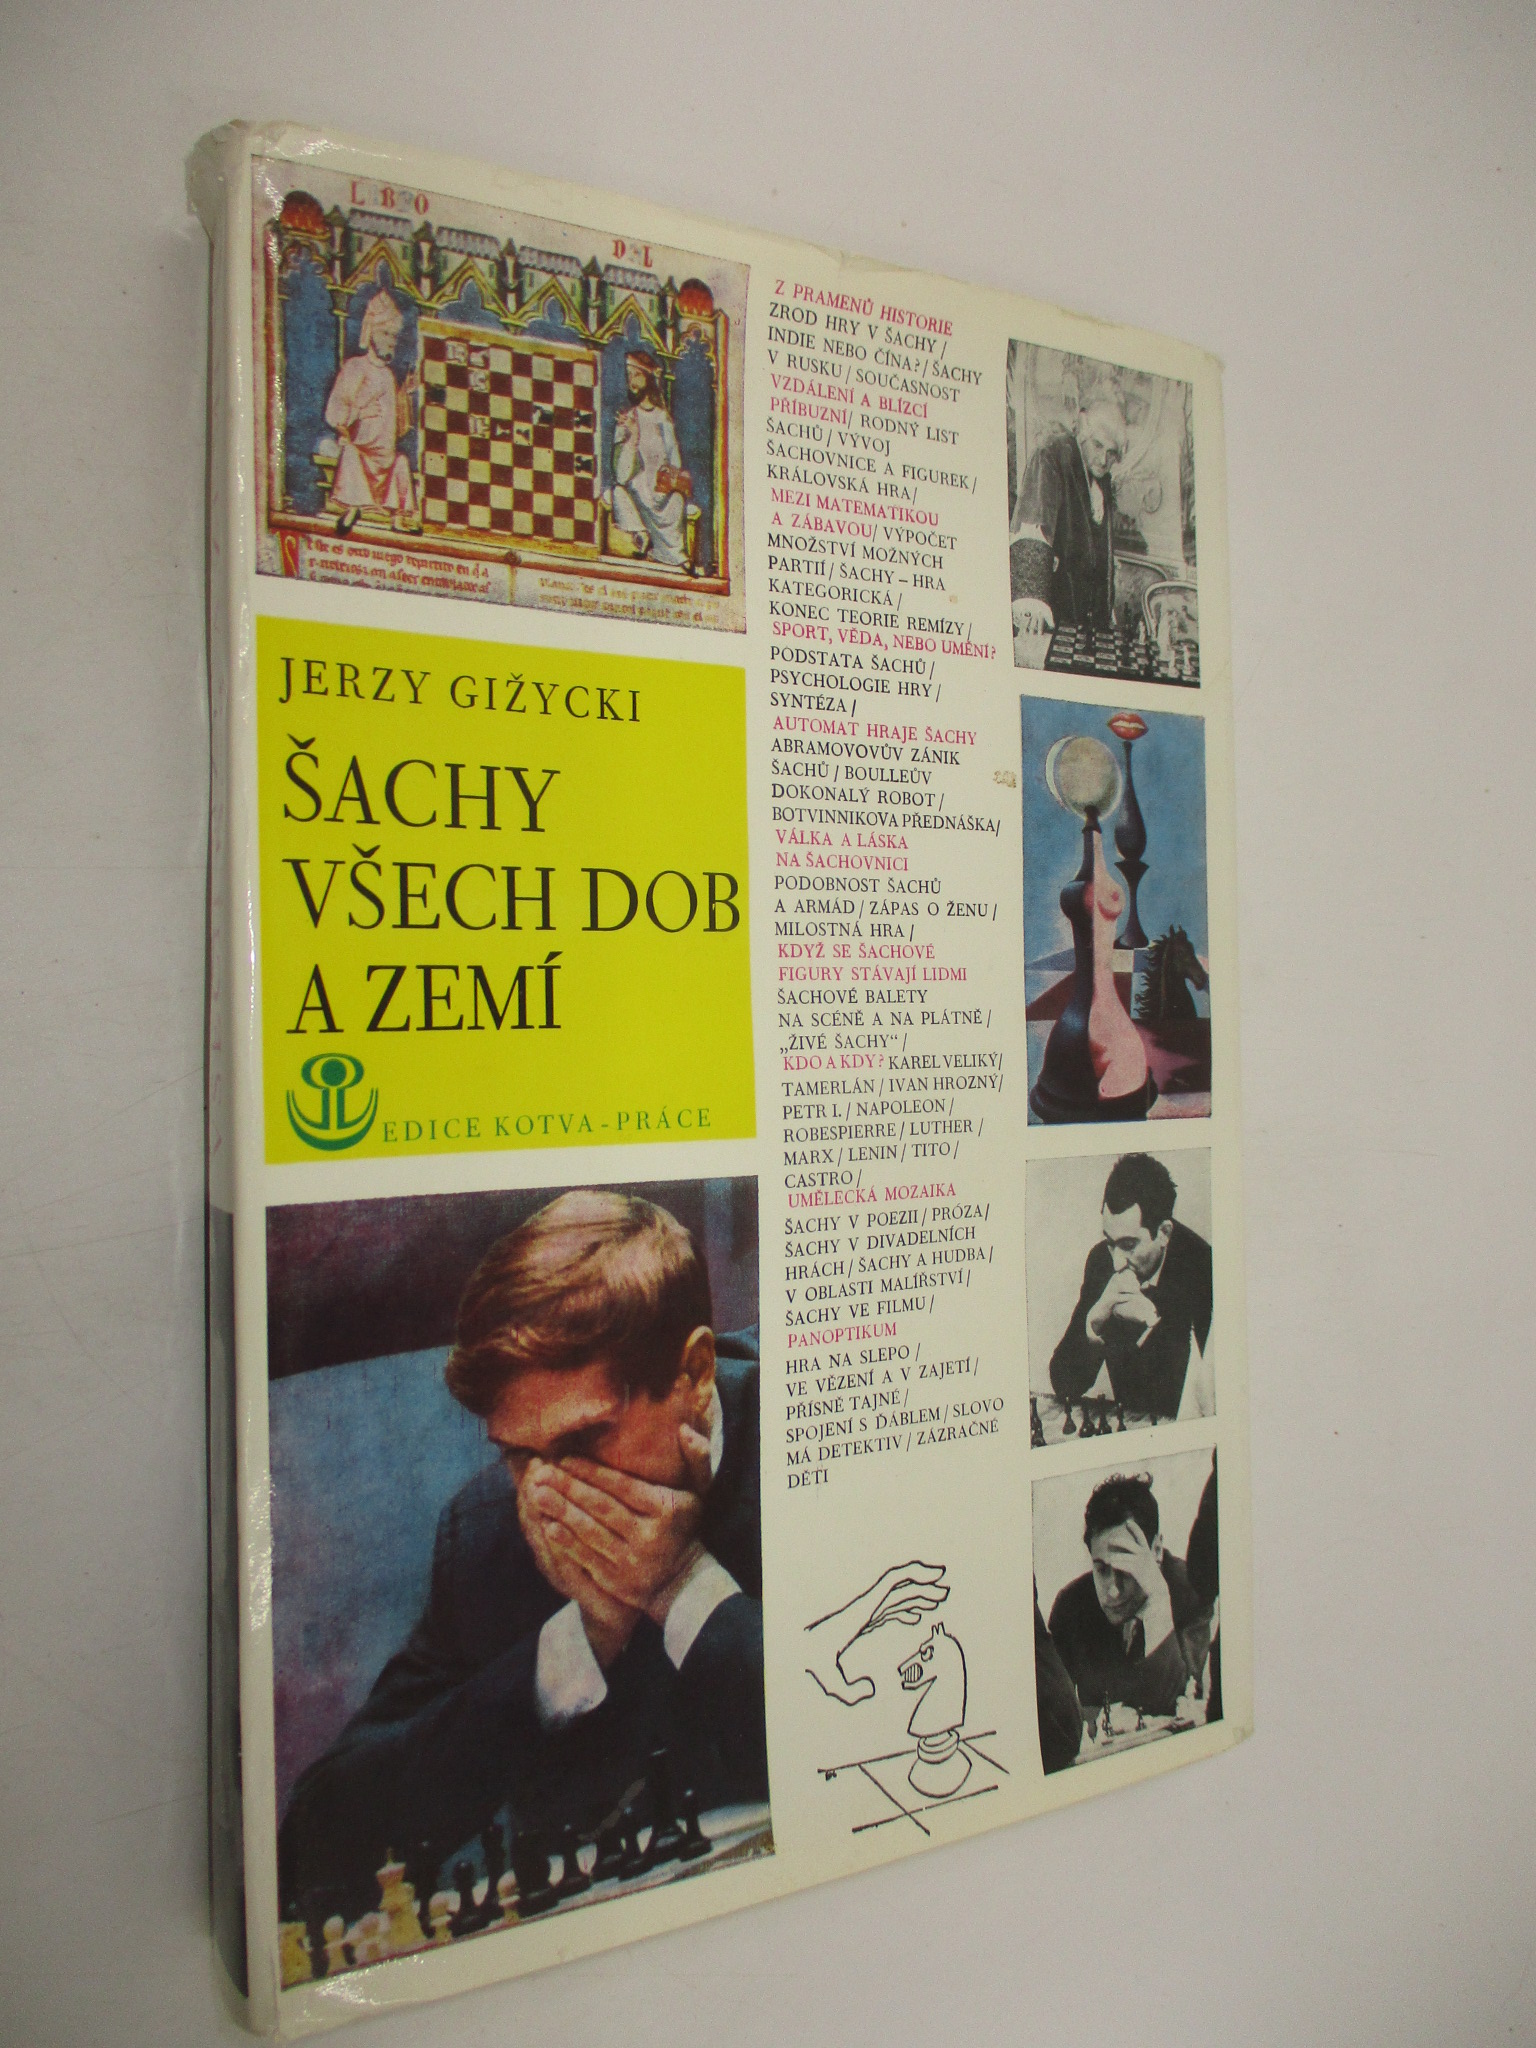 L B O
D L
JERZY GIŽYCKI
ŠACHY
VŠECH DOB
A ZEMÍ
EDICE KOTVA - PRÁCE
Z PRAMENŮ HISTORIE
ZROD HRY V ŠACHY /
INDIE NEBO ČÍNA? / ŠACHY
V RUSKU / SOUČASNOST
VZDÁLENÍ A BLÍZCÍ
PŘÍBUZNÍ / RODNÝ LIST
ŠACHŮ / VÝVOJ
ŠACHOVNICE A FIGUREK /
KRÁLOVSKÁ HRA /
MEZI MATEMATIKOU
A ZÁBAVOU / VÝPOČET
MNOŽSTVÍ MOŽNÝCH
PARTIÍ / ŠACHY – HRA
KATEGORICKÁ /
KONEC TEORIE REMÍZY /
SPORT, VĚDA, NEBO UMĚNÍ?
PODSTATA ŠACHŮ /
PSYCHOLOGIE HRY /
SYNTÉZA /
AUTOMAT HRAJE ŠACHY
ABRAMOVOVŮV ZÁNIK
ŠACHŮ / BOULLEŮV
DOKONALÝ ROBOT /
BOTVINNIKOVA PŘEDNÁŠKA /
VÁLKA A LÁSKA
NA ŠACHOVNICI
PODOBNOST ŠACHŮ
A ARMÁD / ZÁPAS O ŽENU /
MILOSTNÁ HRA /
KDYŽ SE ŠACHOVÉ
FIGURY STÁVAJÍ LIDMI
ŠACHOVÉ BALETY
NA SCÉNĚ A NA PLÁTNĚ /
„ŽIVÉ ŠACHY“ /
KDO A KDY? KAREL VELIKÝ /
TAMERLÁN / IVAN HROZNÝ /
PETR I. / NAPOLEON /
ROBESPIERRE / LUTHER /
MARX / LENIN / TITO /
CASTRO /
UMĚLECKÁ MOZAIKA
ŠACHY V POEZII / PRÓZA /
ŠACHY V DIVADELNÍCH
HRÁCH / ŠACHY A HUDBA /
V OBLASTI MALÍŘSTVÍ /
ŠACHY VE FILMU /
PANOPTIKUM
HRA NA SLEPO /
VE VĚZENÍ A V ZAJETÍ /
PŘÍSNĚ TAJNÉ /
SPOJENÍ S ĎÁBLEM / SLOVO
MÁ DETEKTIV / ZÁZRAČNÉ
DĚTI